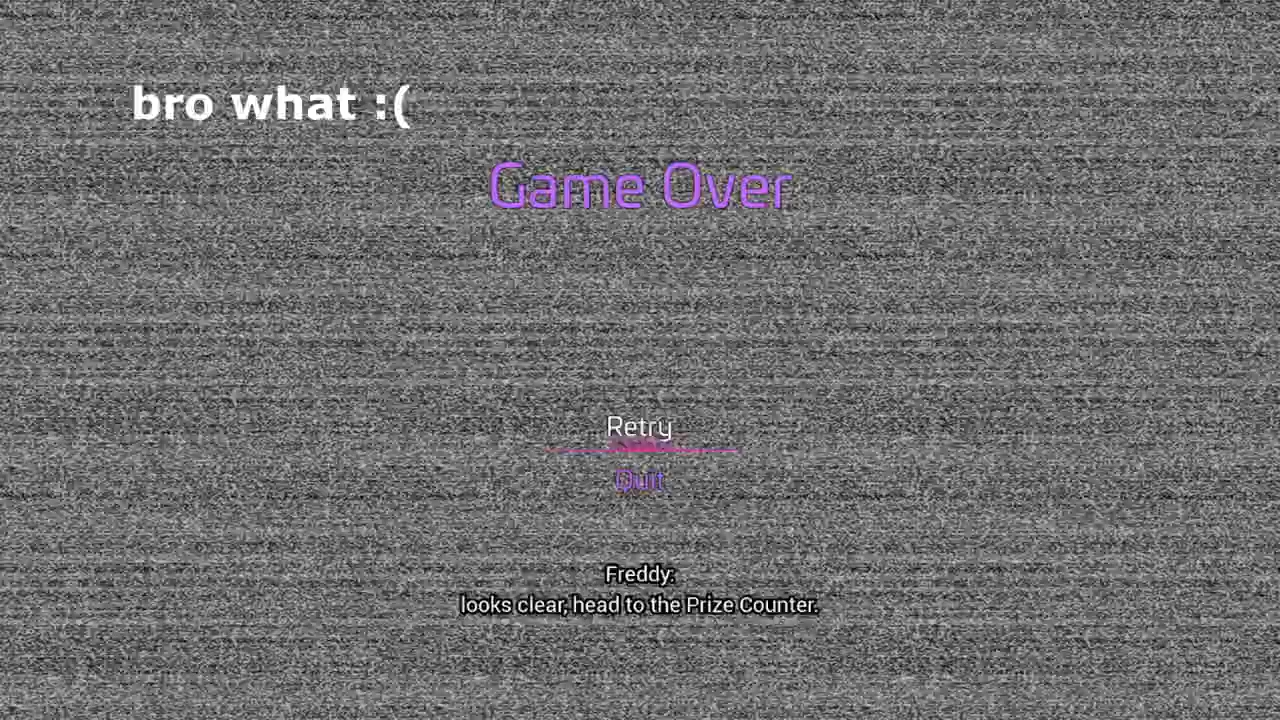 bro what :(
Game Over
Retry
Quit
Freddy:
looks clear, head to the Prize Counter.